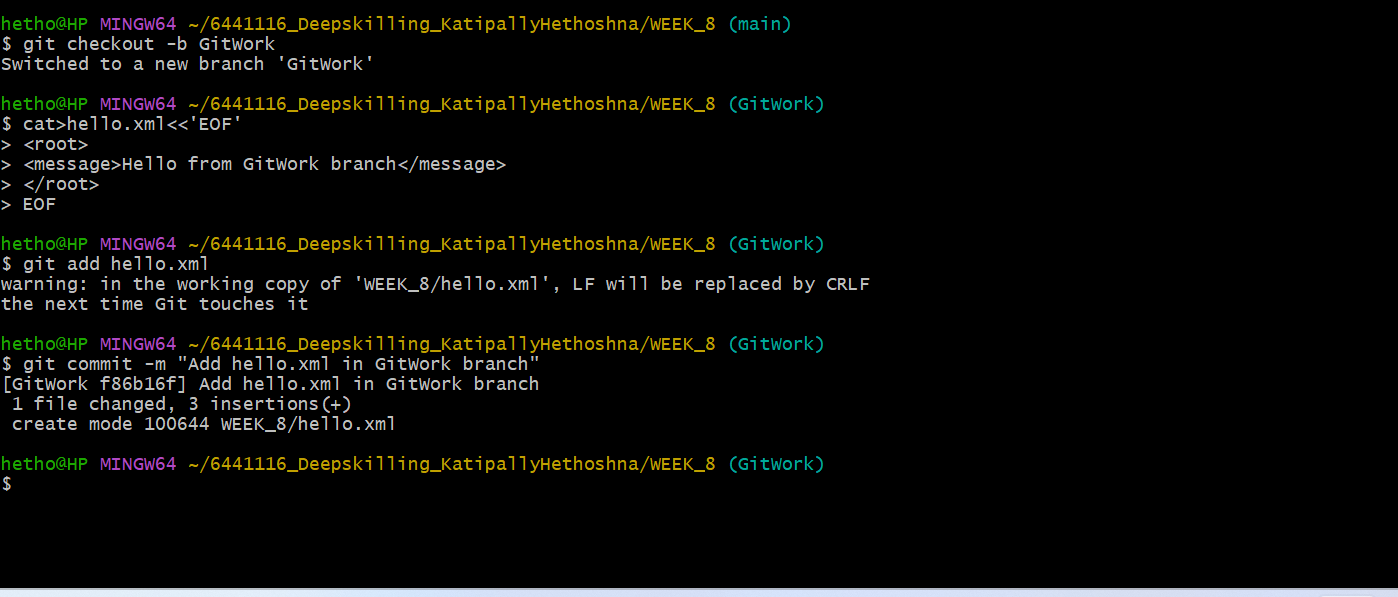 hetho@HP MINGW64 ~/6441116_Deepskilling_KatipallyHethoshna/WEEK_8 (main)
$ git checkout -b GitWork
Switched to a new branch 'GitWork'
hetho@HP MINGW64 ~/6441116_Deepskilling_KatipallyHethoshna/WEEK_8 (GitWork)
$ cat>hello.xml<<'EOF'
> <root>
> <message>Hello from GitWork branch</message>
> </root>
> EOF
hetho@HP MINGW64 ~/6441116_Deepskilling_KatipallyHethoshna/WEEK_8 (GitWork)
$ git add hello.xml
warning: in the working copy of 'WEEK_8/hello.xml', LF will be replaced by CRLF
the next time Git touches it
hetho@HP MINGW64 ~/6441116_Deepskilling_KatipallyHethoshna/WEEK_8 (GitWork)
$ git commit -m "Add hello.xml in GitWork branch"
[GitWork f86b16f] Add hello.xml in GitWork branch
 1 file changed, 3 insertions(+)
 create mode 100644 WEEK_8/hello.xml
hetho@HP MINGW64 ~/6441116_Deepskilling_KatipallyHethoshna/WEEK_8 (GitWork)
$